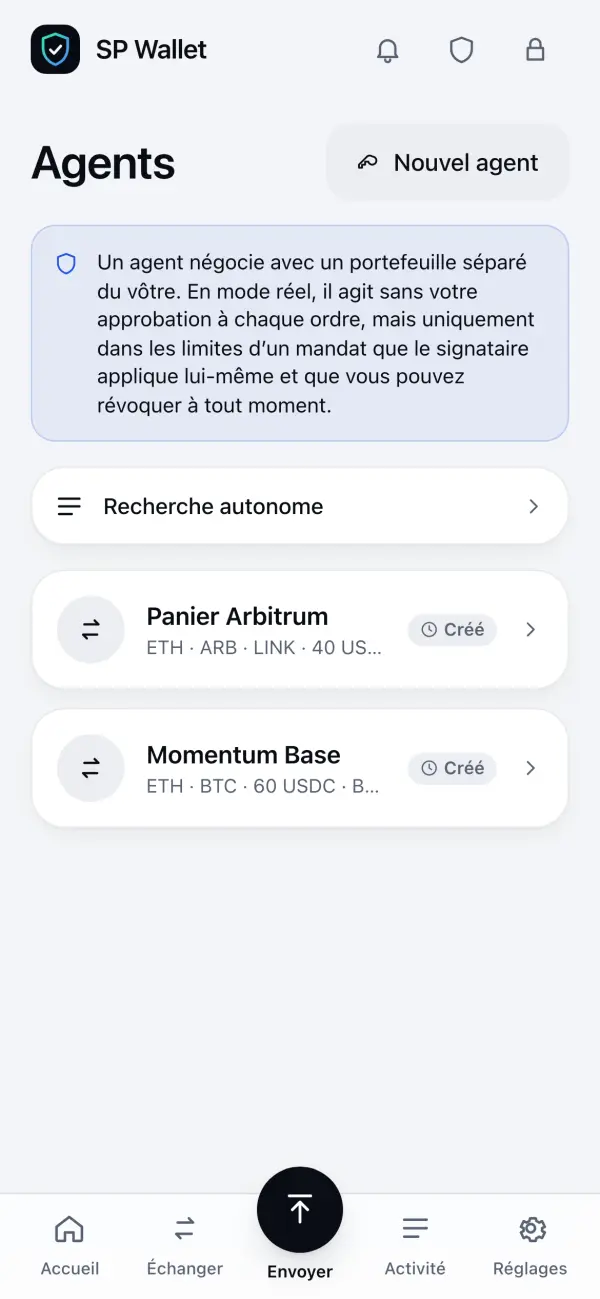 SP Wallet
Agents
Nouvel agent
Un agent négocie avec un portefeuille séparé
du vôtre. En mode réel, il agit sans votre
approbation à chaque ordre, mais uniquement
dans les limites d’un mandat que le signataire
applique lui-même et que vous pouvez
révoquer à tout moment.
Recherche autonome
Panier Arbitrum
ETH · ARB · LINK · 40 US...
Créé
Momentum Base
ETH · BTC · 60 USDC · B...
Créé
Accueil
Échanger
Envoyer
Activité
Réglages